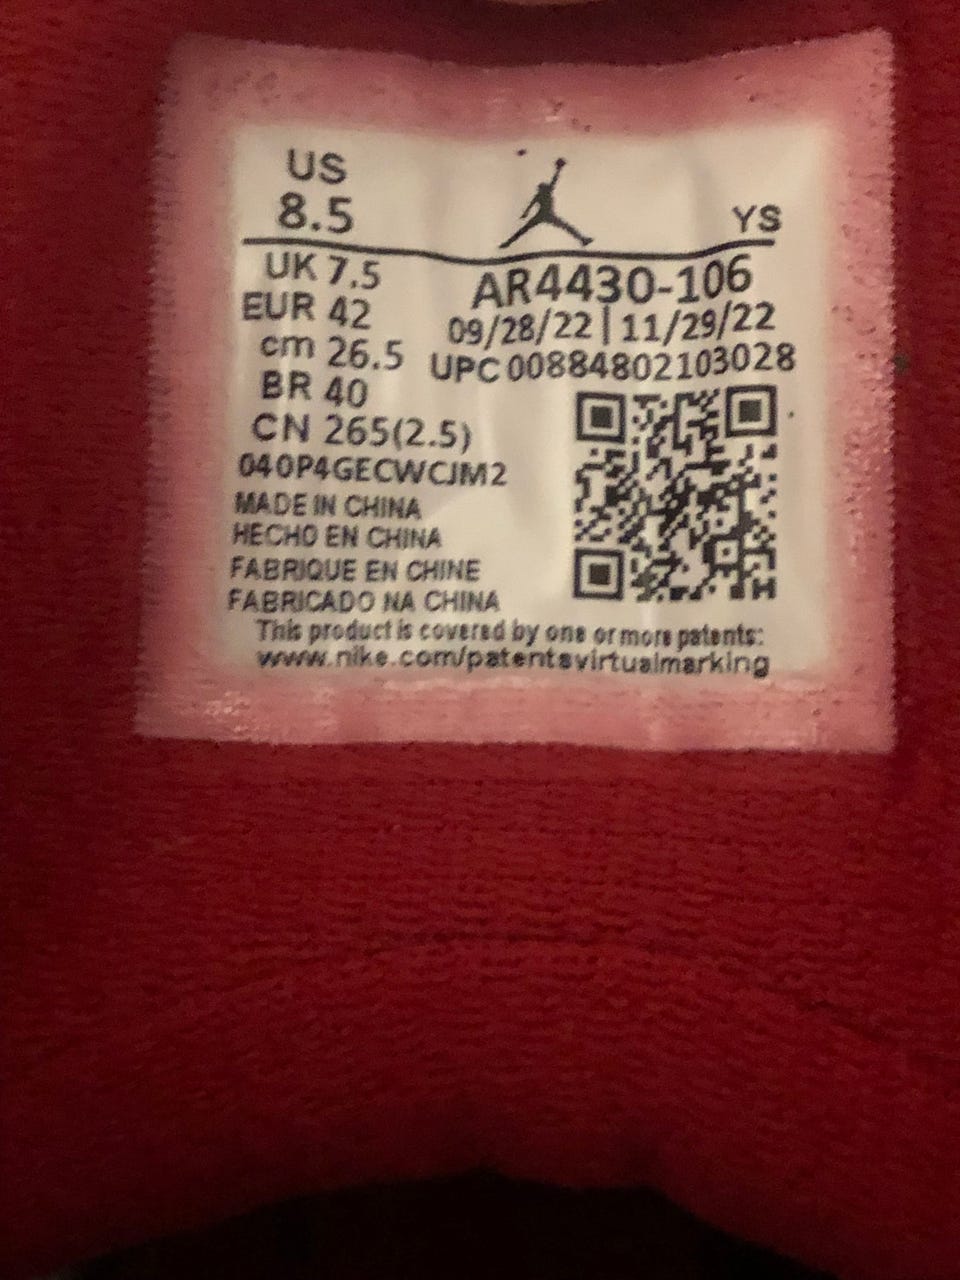 US
8.5
YS
UK 7.5
EUR 42
cm 26.5
BR 40
CN 265(2.5)
AR4430-106
09/28/22 | 11/29/22
UPC 00884802103028
040P4GECWCJM2
MADE IN CHINA
HECHO EN CHINA
FABRIQUE EN CHINE
FABRICADO NA CHINA
This product is covered by one or more patents:
www.nike.com/patentsvirtualmarking